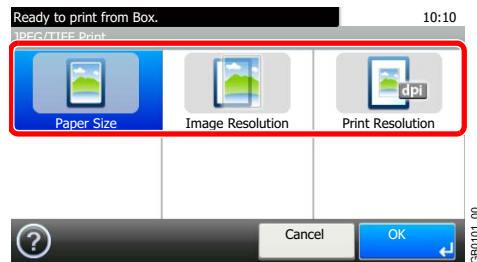 Ready to print from Box.
10:10
JPEG/TIFF Print
Paper Size
Image Resolution
dpi
Print Resolution
?
Cancel
OK
GB0101_00